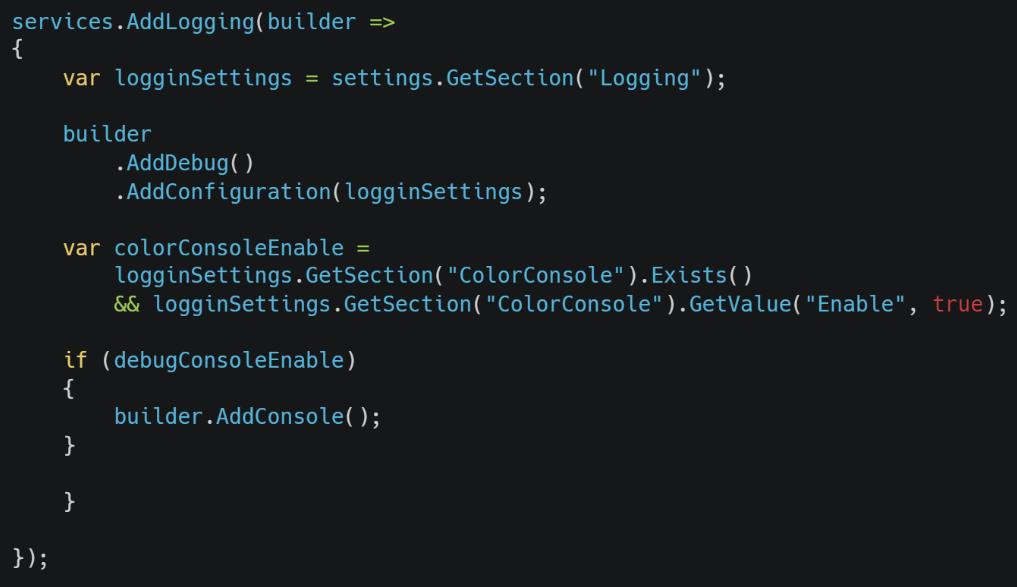 services.AddLogging(builder =>
{
    var logginSettings = settings.GetSection("Logging");

    builder
        .AddDebug()
        .AddConfiguration(logginSettings);

    var colorConsoleEnable =
        logginSettings.GetSection("ColorConsole").Exists()
        && logginSettings.GetSection("ColorConsole").GetValue("Enable", true);

    if (debugConsoleEnable)
    {
        builder.AddConsole();
    }

    }

});